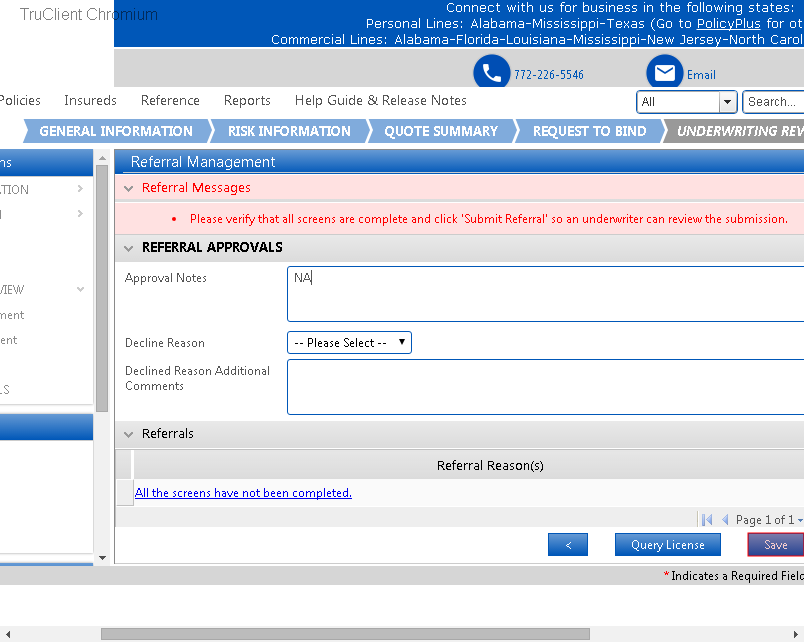 TruClient Chromium
Connect with us for business in the following states:
Personal Lines: Alabama-Mississippi-Texas (Go to PolicyPlus for ot
Commercial Lines: Alabama-Florida-Louisiana-Mississippi-New Jersey-North Carol
772-226-5546
Email
Policies Insureds Reference Reports Help Guide & Release Notes
All
Search...
GENERAL INFORMATION RISK INFORMATION QUOTE SUMMARY REQUEST TO BIND UNDERWRITING REV
ns
ATION
VIEW
ment
ent
LS
Referral Management
Referral Messages
• Please verify that all screens are complete and click 'Submit Referral' so an underwriter can review the submission.
REFERRAL APPROVALS
Approval Notes
NA
Decline Reason
-- Please Select --
Declined Reason Additional
Comments
Referrals
Referral Reason(s)
All the screens have not been completed.
Page 1 of 1
< Query License Save
* Indicates a Required Field